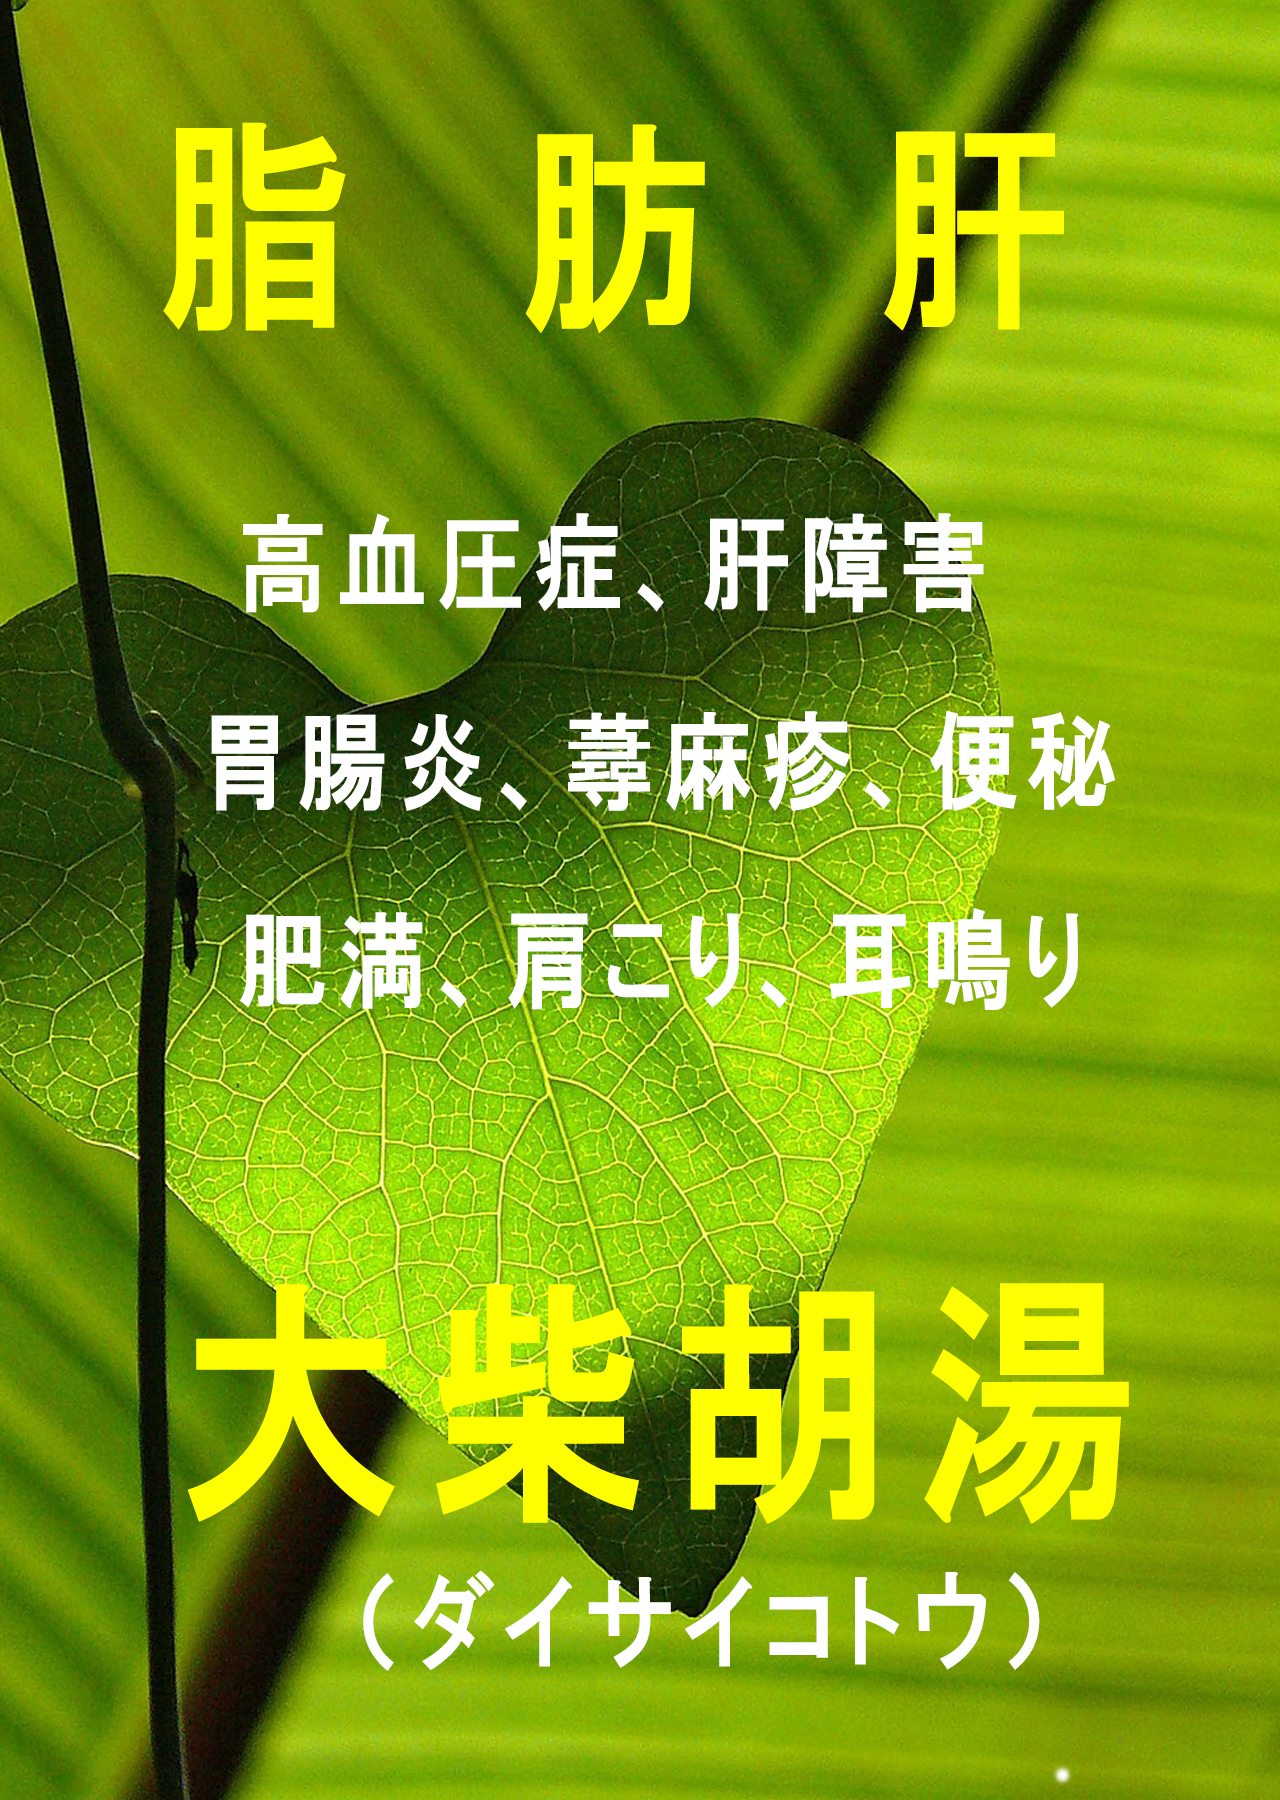 脂肪肝
高血圧症、肝障害
胃腸炎、蕁麻疹、便秘
肥満、肩こり、耳鳴り
大柴胡湯
（ダイサイコトウ）